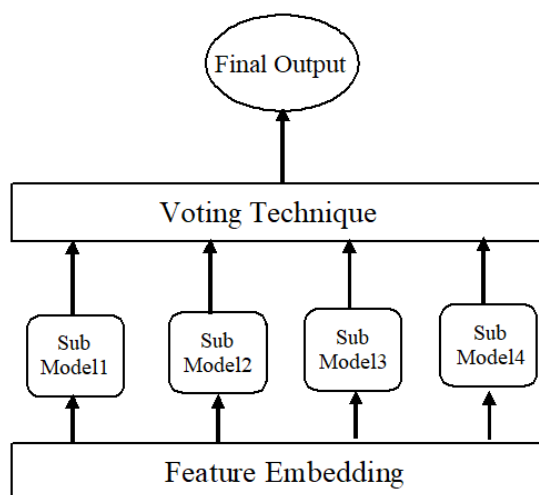 Final Output
Voting Technique
Sub
Model1
Sub
Model2
Sub
Model3
Sub
Model4
Feature Embedding